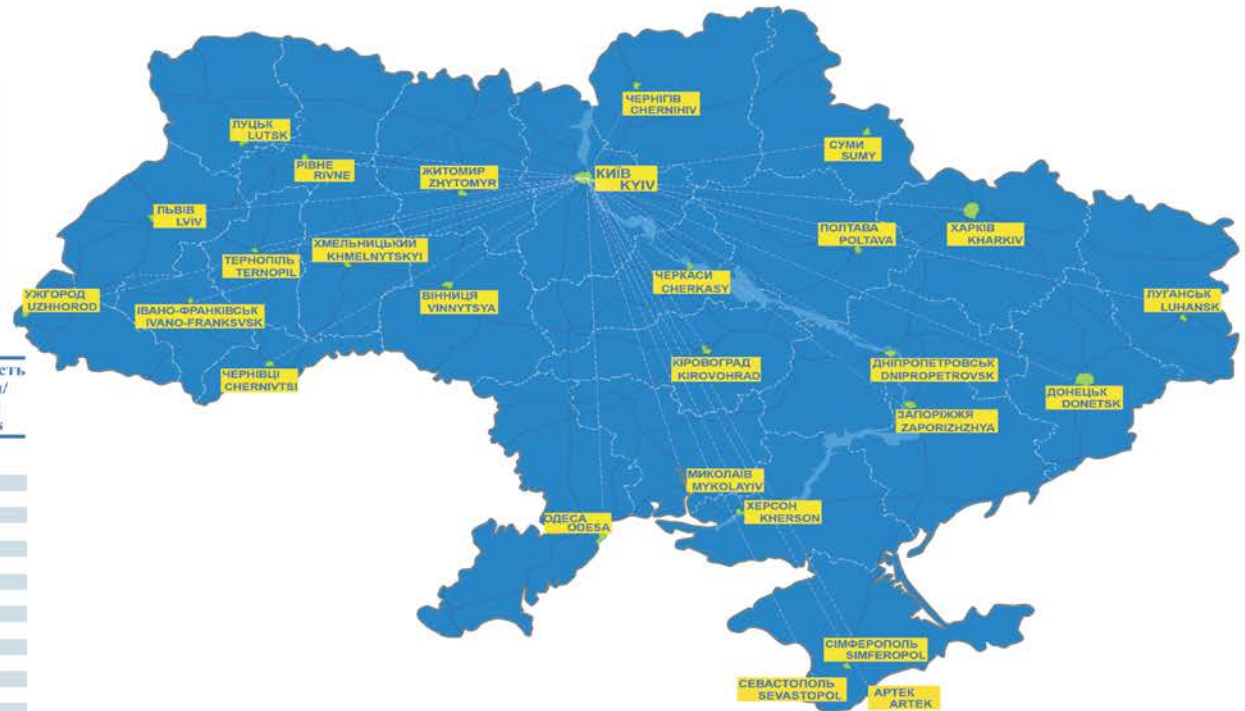 ЧЕРНІГІВ
CHERNIHIV
ЛУЦЬК
LUTSK
СУМИ
SUMY
РІВНЕ
RIVNE
ЖИТОМИР
ZHYTOMYR
КИЇВ
KYIV
ЛЬВІВ
LVIV
ПОЛТАВА
POLTAVA
ХАРКІВ
KHARKIV
ТЕРНОПІЛЬ
TERNOPIL
ХМЕЛЬНИЦЬКИЙ
KHMELNYTSKYI
ЧЕРКАСИ
CHERKASY
УЖГОРОД
UZHHOROD
ІВАНО-ФРАНКІВСЬК
IVANO-FRANKSVSK
ВІННИЦЯ
VINNYTSYA
ЛУГАНСЬК
LUHANSK
ЧЕРНІВЦІ
CHERNIVTSI
КІРОВОГРАД
KIROVOHRAD
ДНІПРОПЕТРОВСЬК
DNIPROPETROVSK
ДОНЕЦЬК
DONETSK
ЗАПОРІЖЖЯ
ZAPORIZHZHYA
МИКОЛАЇВ
MYKOLAYIV
ХЕРСОН
KHERSON
ОДЕСА
ODESA
СІМФЕРОПОЛЬ
SIMFEROPOL
СЕВАСТОПОЛЬ
SEVASTOPOL
АРТЕК
ARTEK